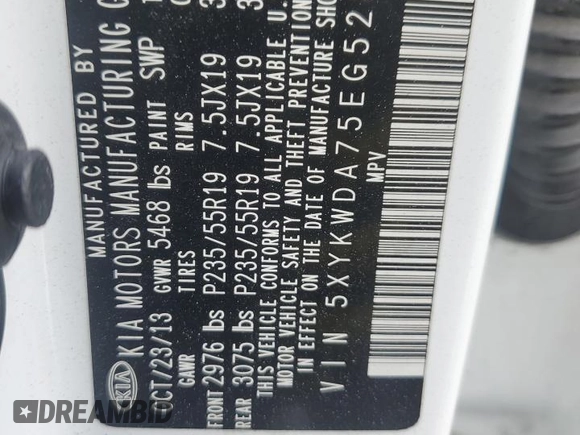 MANUFACTURED BY
KIA KIA MOTORS MANUFACTURING
OCT/23/13 GVWR 5468 lbs PAINT SWP
GAWR TIRES RIMS
FRONT 2976 lbs P235/55R19 7.5JX19
REAR 3075 lbs P235/55R19 7.5JX19
THIS VEHICLE CONFORMS TO ALL APPLICABLE U.
MOTOR VEHICLE SAFETY AND THEFT PREVENTION
IN EFFECT ON THE DATE OF MANUFACTURE SHO
VIN 5XYKWDA75EG52
MPV
DREAMBID